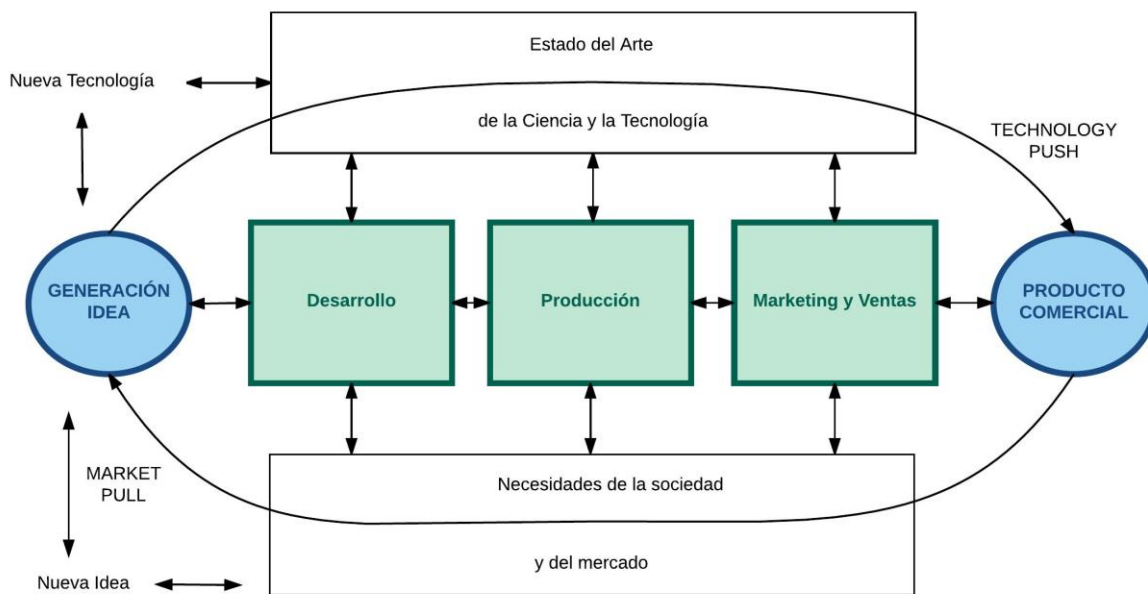 Estado del Arte
Nueva Tecnología
de la Ciencia y la Tecnología
TECHNOLOGY
PUSH
GENERACIÓN
IDEA
Desarrollo
Producción
Marketing y Ventas
PRODUCTO
COMERCIAL
MARKET
PULL
Necesidades de la sociedad
y del mercado
Nueva Idea